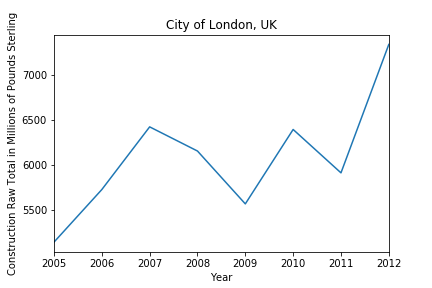 City of London, UK
Construction Raw Total in Millions of Pounds Sterling
7000
6500
6000
5500
2005 2006 2007 2008 2009 2010 2011 2012
Year